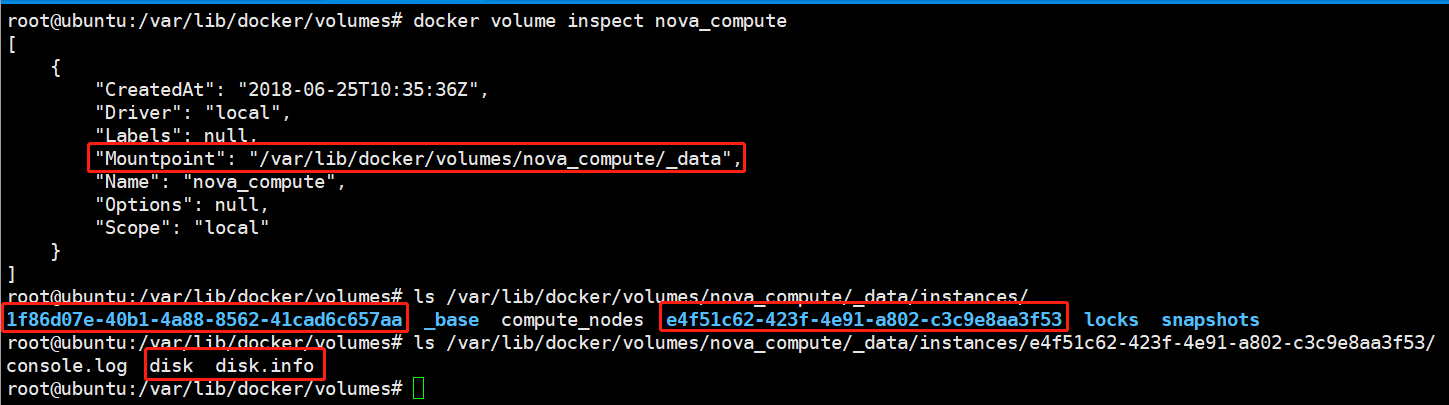 root@ubuntu:/var/lib/docker/volumes# docker volume inspect nova_compute
[
    {
        "CreatedAt": "2018-06-25T10:35:36Z",
        "Driver": "local",
        "Labels": null,
        "Mountpoint": "/var/lib/docker/volumes/nova_compute/_data",
        "Name": "nova_compute",
        "Options": null,
        "Scope": "local"
    }
]
root@ubuntu:/var/lib/docker/volumes# ls /var/lib/docker/volumes/nova_compute/_data/instances/
1f86d07e-40b1-4a88-8562-41cad6c657aa  _base  compute_nodes  e4f51c62-423f-4e91-a802-c3c9e8aa3f53  locks  snapshots
root@ubuntu:/var/lib/docker/volumes# ls /var/lib/docker/volumes/nova_compute/_data/instances/e4f51c62-423f-4e91-a802-c3c9e8aa3f53/
console.log  disk  disk.info
root@ubuntu:/var/lib/docker/volumes#